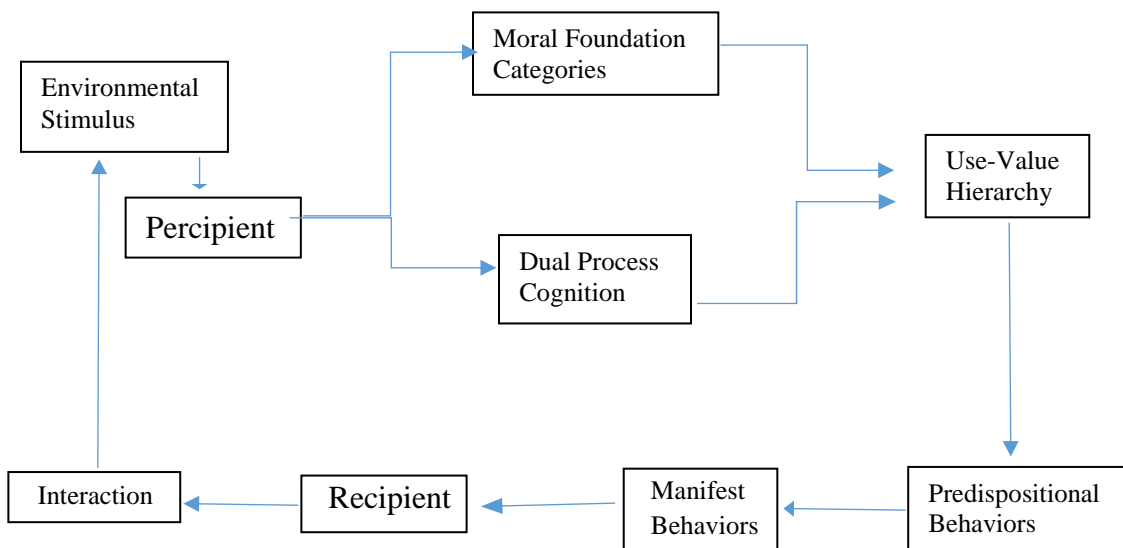 Environmental
Stimulus
Percipient
Moral Foundation
Categories
Dual Process
Cognition
Use-Value
Hierarchy
Predispositional
Behaviors
Manifest
Behaviors
Recipient
Interaction